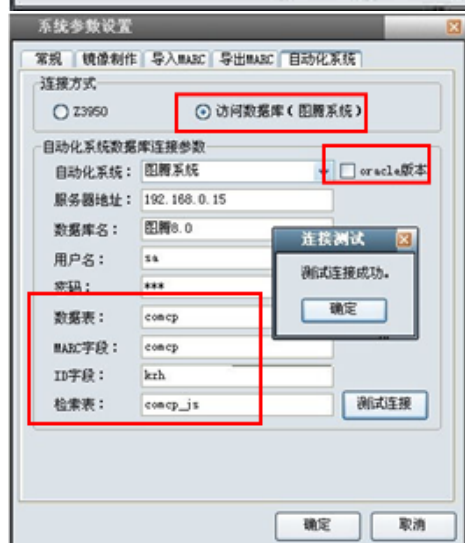 系统参数设置
常规 镜像制作 导入MARC 导出MARC 自动化系统
连接方式
Z3950 访问数据库(图腾系统)
自动化系统数据库连接参数
自动化系统: 图腾系统 oracle版本
服务器地址: 192.168.0.15
数据库名: 图腾8.0
连接测试
用户名: sa
测试连接成功。
密码: ***
确定
数据表: comcp
MARC字段: comcp
ID字段: kzh
检索表: comcp_js 测试连接
确定 取消